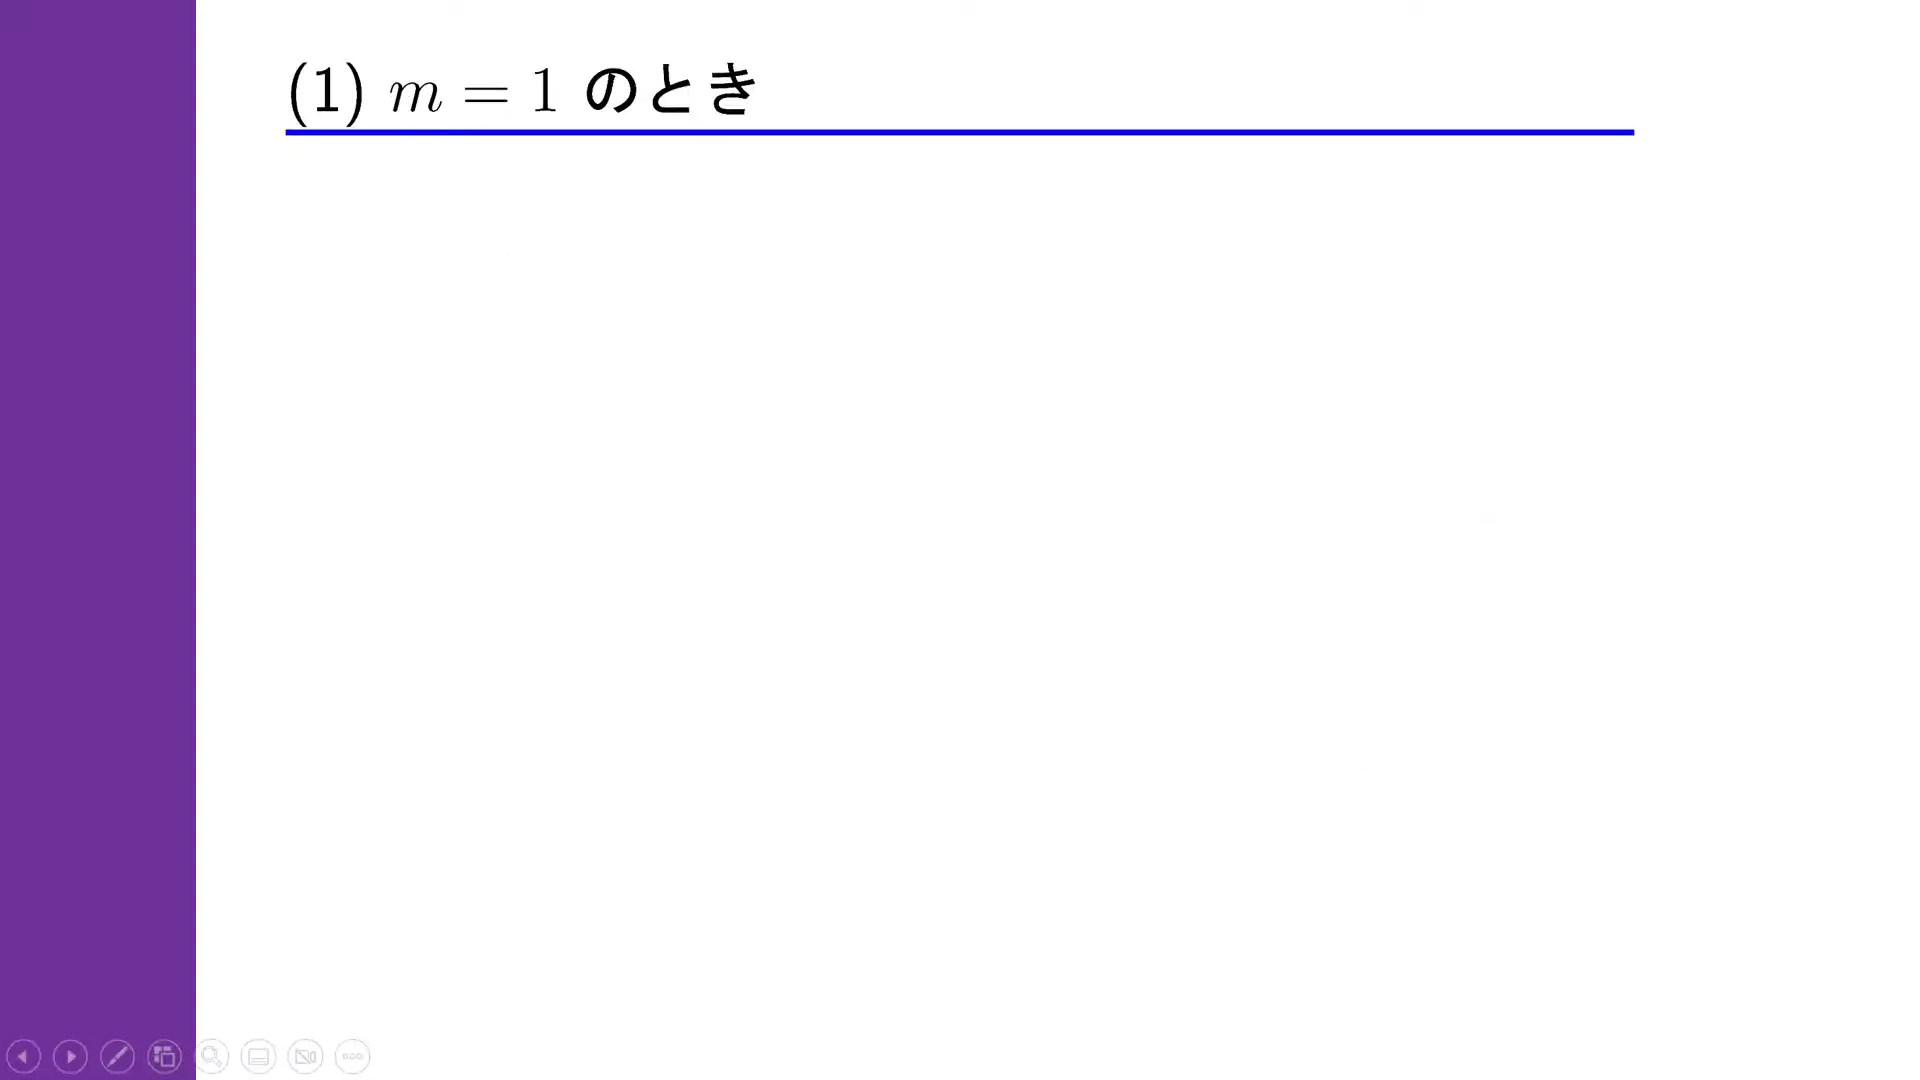 (1) m = 1 のとき